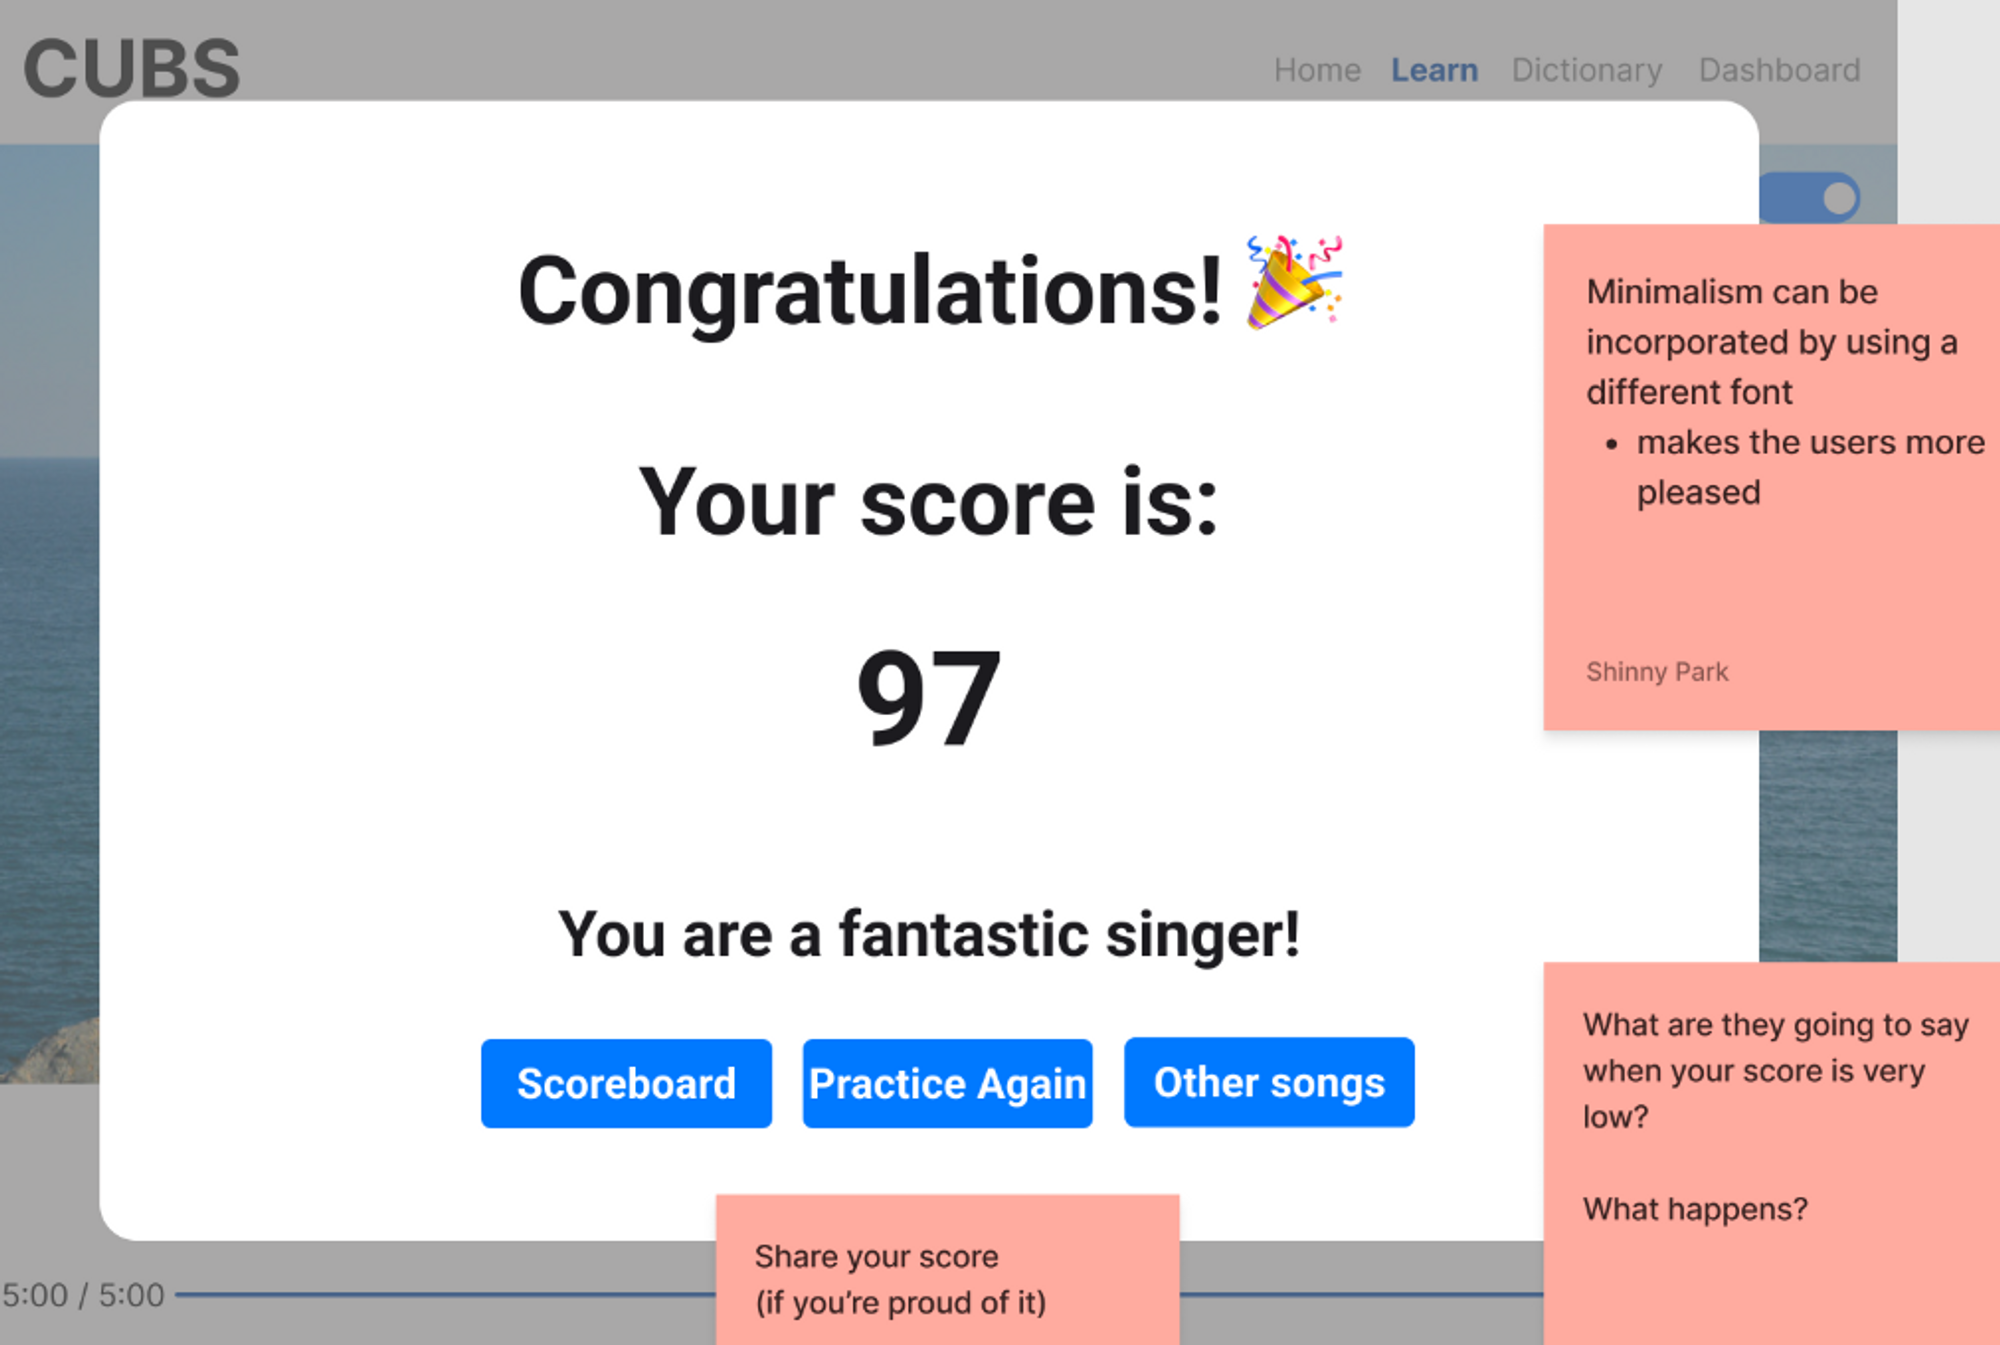 CUBS
Home Learn Dictionary Dashboard
Congratulations! 🎉
Your score is:
97
You are a fantastic singer!
Scoreboard Practice Again Other songs
Minimalism can be
incorporated by using a
different font
• makes the users more
pleased
Shinny Park
What are they going to say
when your score is very
low?
What happens?
Share your score
(if you're proud of it)
5:00 / 5:00